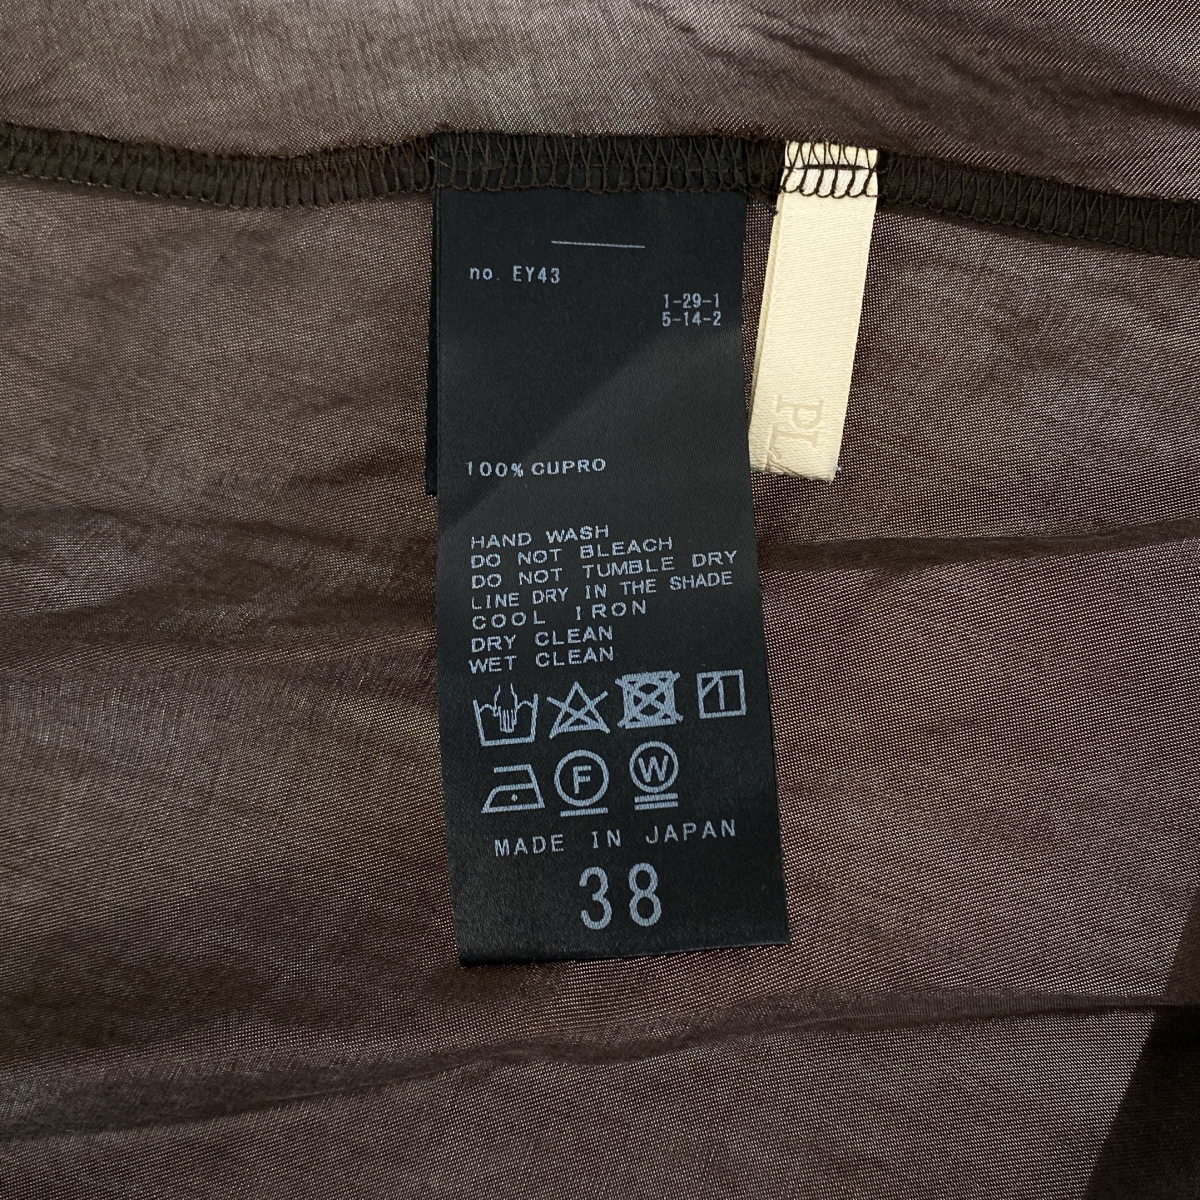 no. EY43
1-29-1
5-14-2
PL
100% CUPRO
HAND WASH
DO NOT BLEACH
DO NOT TUMBLE DRY
LINE DRY IN THE SHADE
COOL IRON
DRY CLEAN
WET CLEAN
F W
MADE IN JAPAN
38